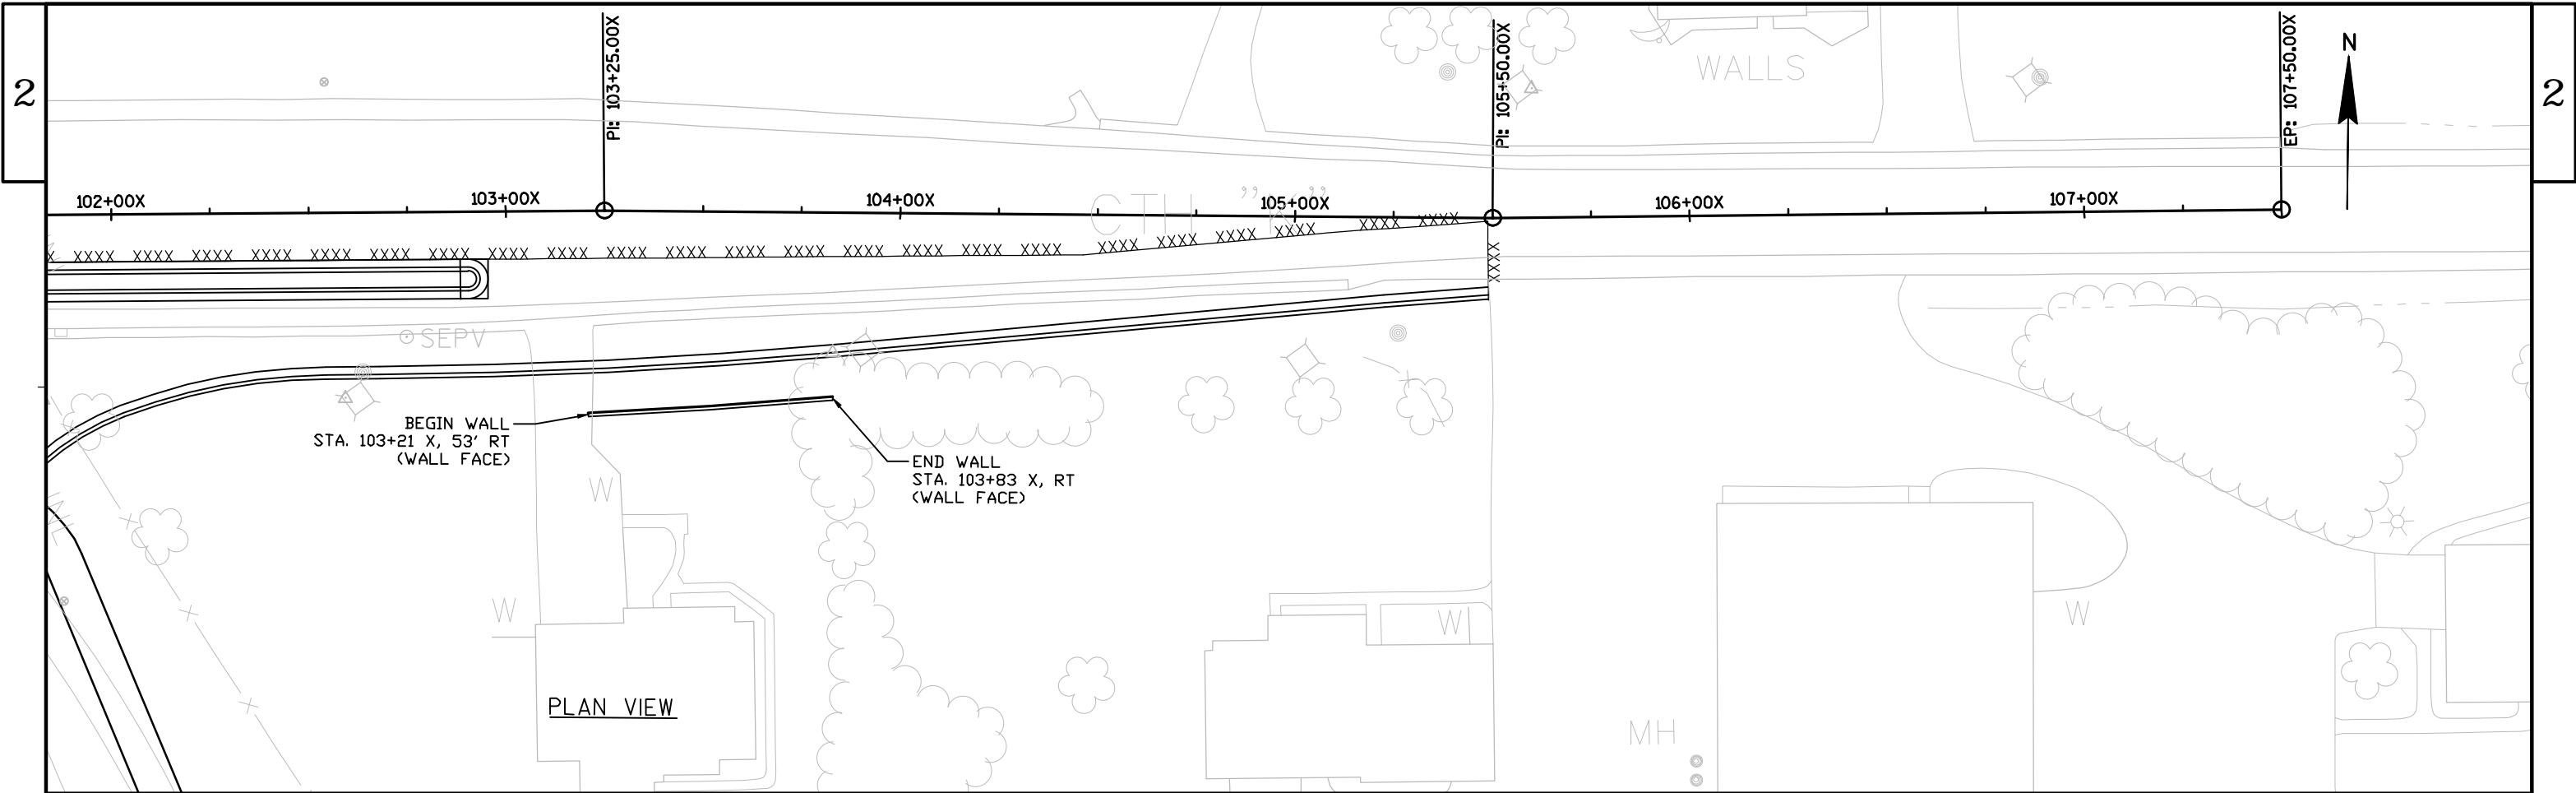 2
2
PI: 103+25.00X
PI: 105+50.00X
EP: 107+50.00X
N
WALLS
102+00X
103+00X
104+00X
105+00X
106+00X
107+00X
CTH
SEPV
BEGIN WALL
STA. 103+21 X, 53' RT
(WALL FACE)
END WALL
STA. 103+83 X, RT
(WALL FACE)
W
W
W
W
PLAN VIEW
MH